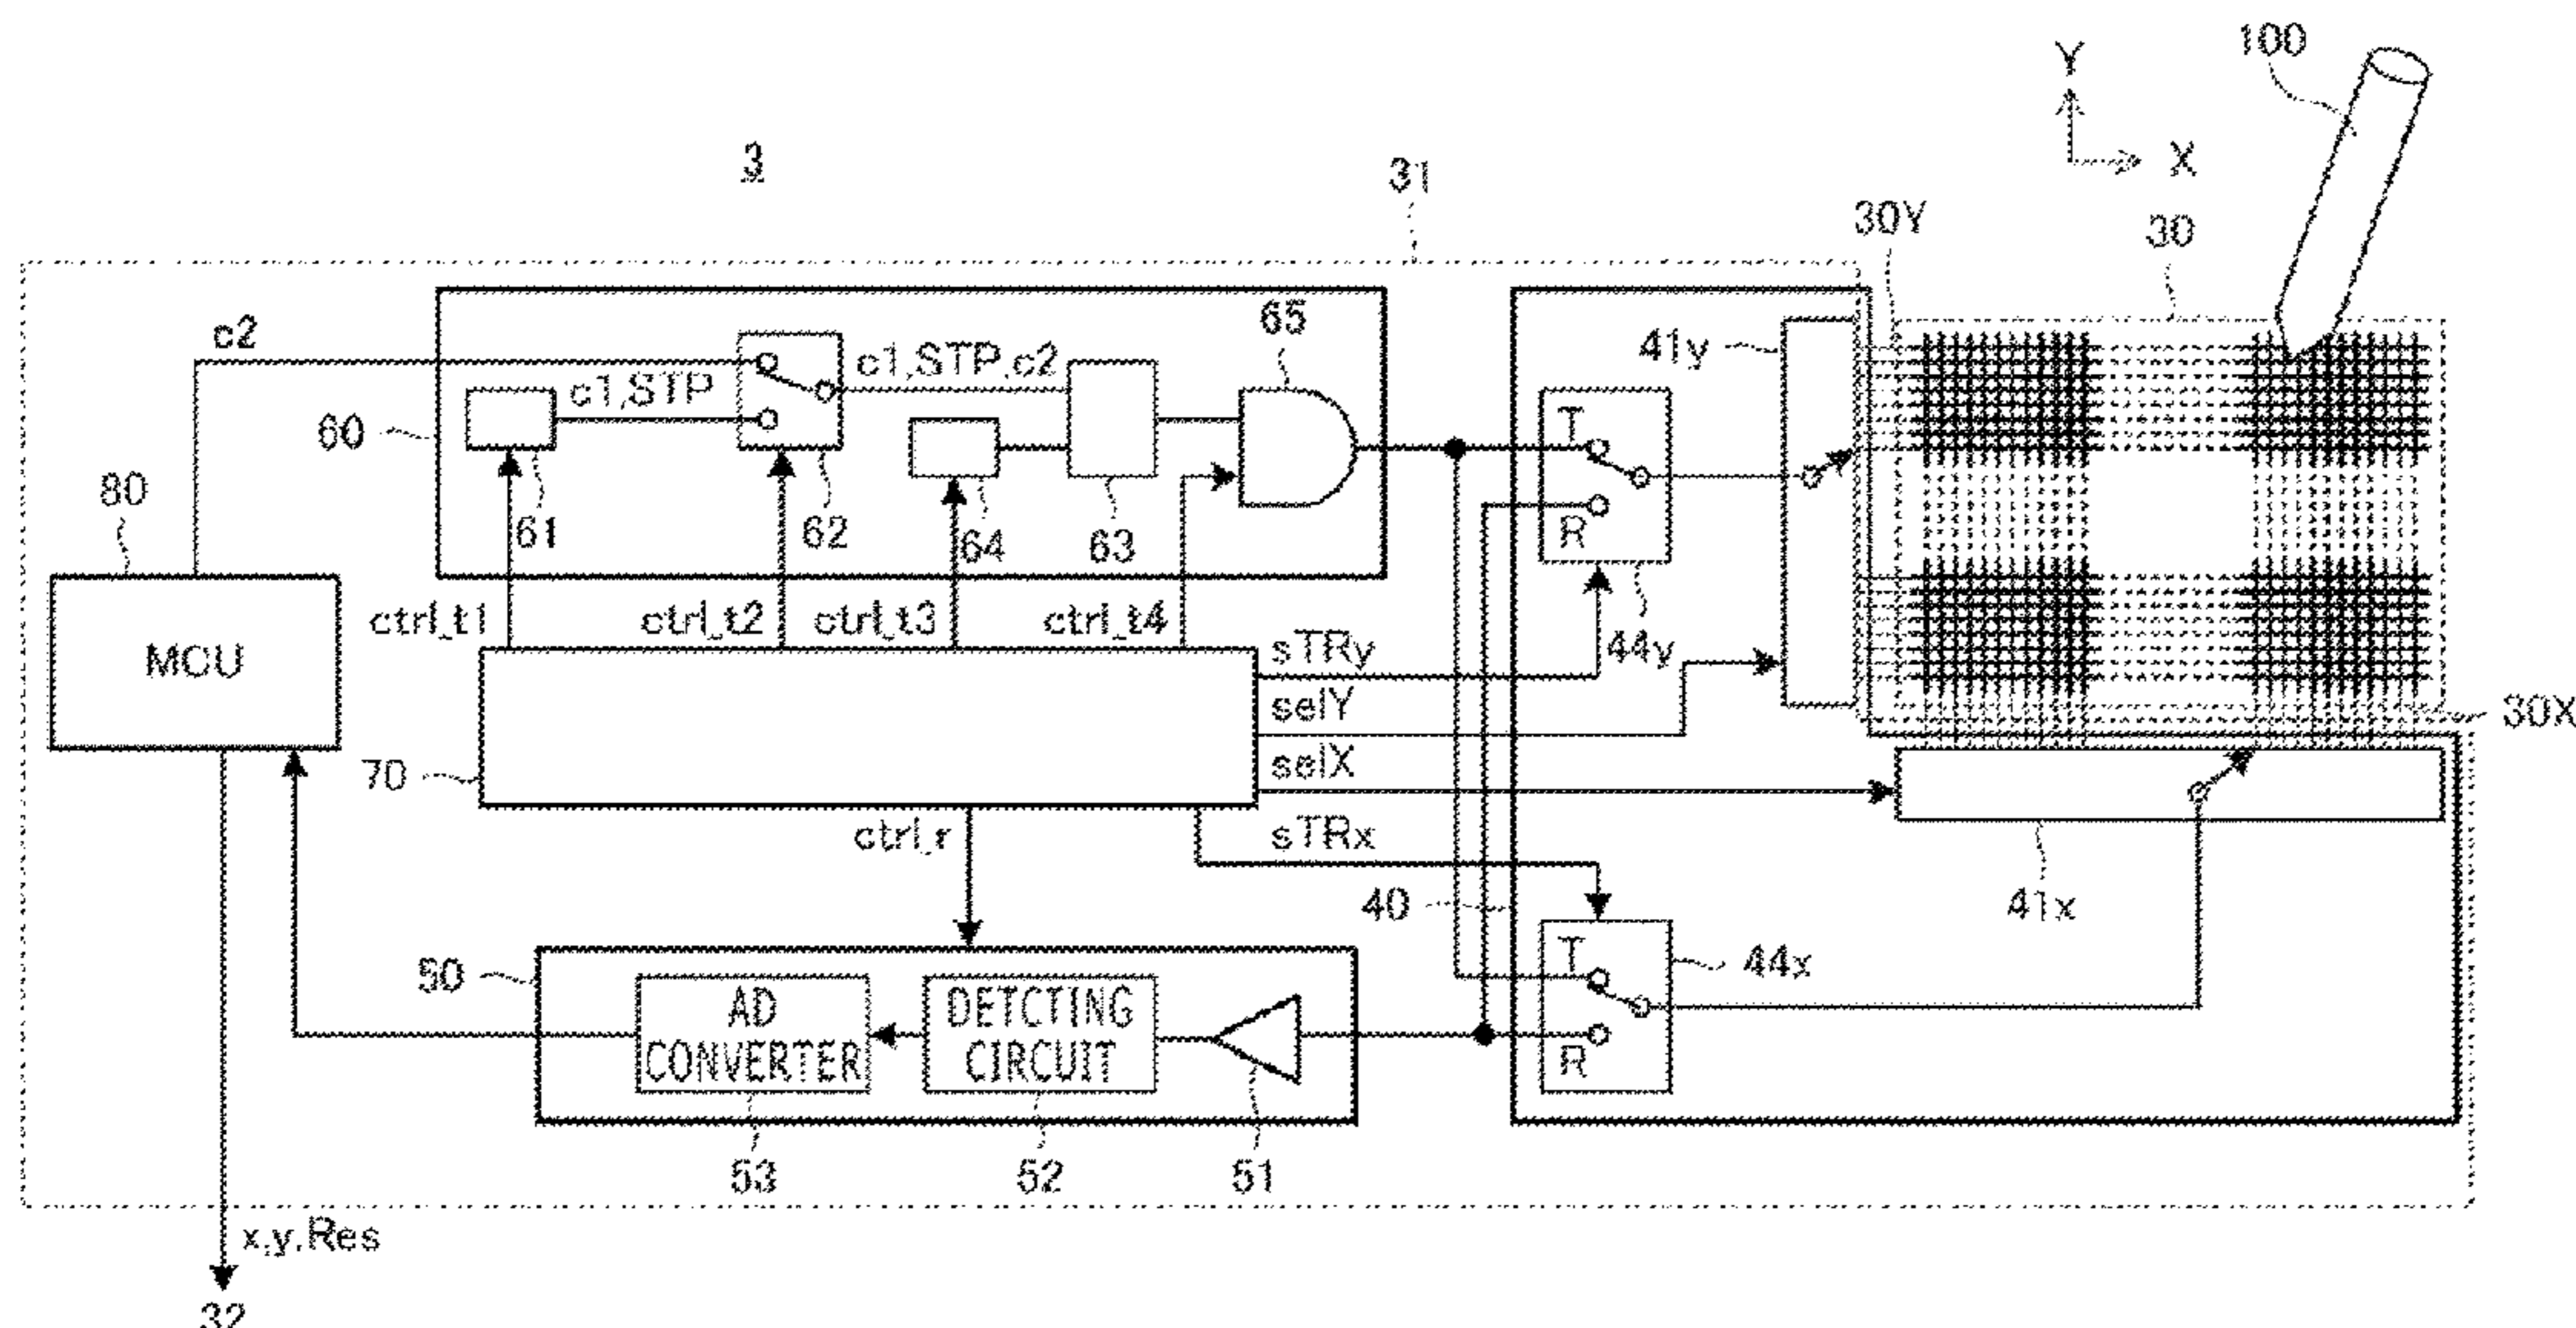 100
Y
X
3
31
30Y
30
c2
65
41y
c1,STP,c2
c1,STP
T
60
80
61
62
64
63
R
MCU
ctrl_t1
ctrl_t2
ctrl_t3
ctrl_t4
44y
sTRy
selY
30X
70
selX
ctrl_r
sTRx
40
41x
50
T
44x
AD
CONVERTER
DETCTING
CIRCUIT
R
53
52
51
x,y,Res
32